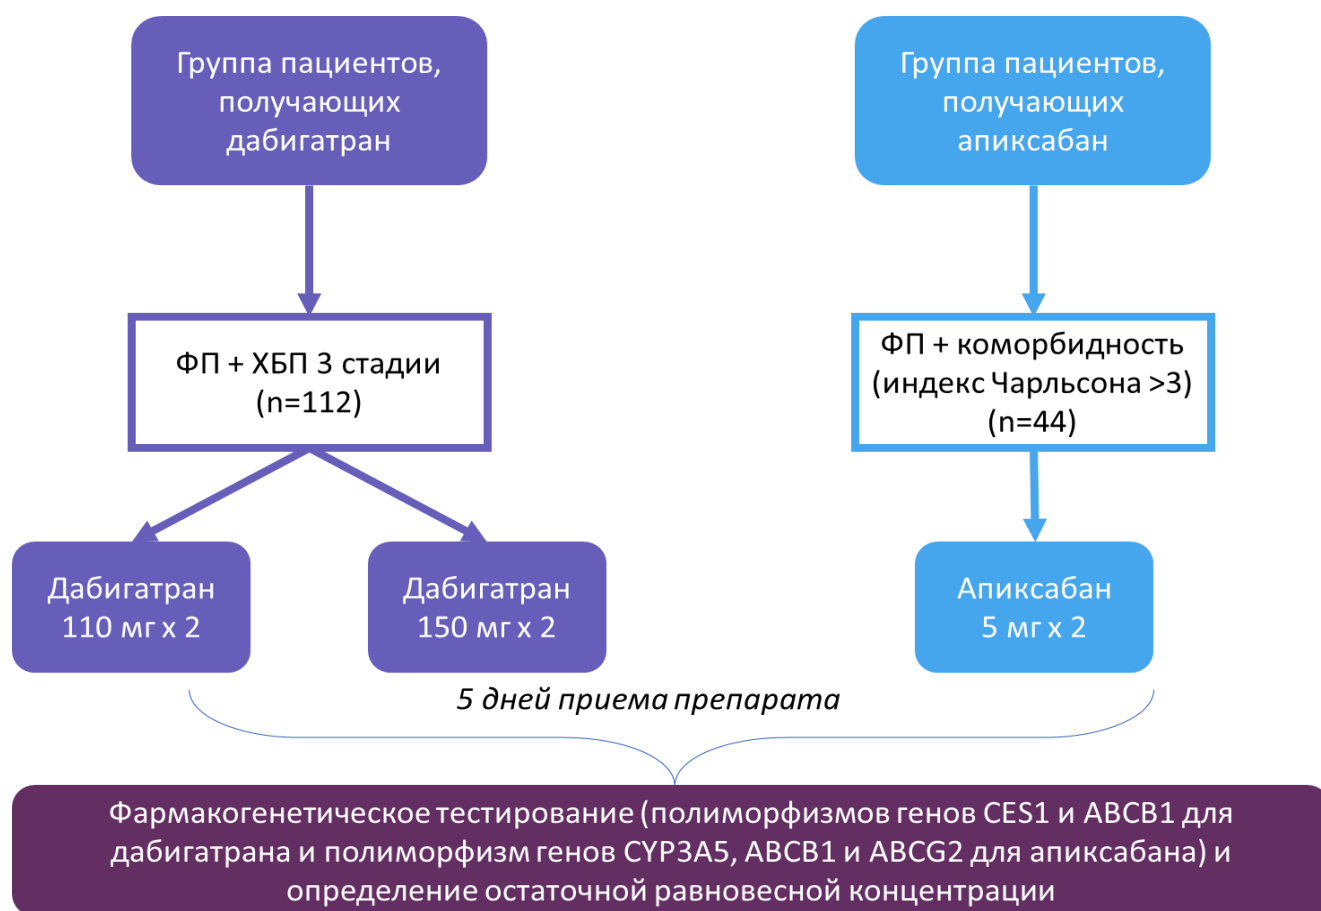 Группа пациентов,
получающих
дабигатран
Группа пациентов,
получающих
апиксабан
ФП + ХБП 3 стадии
(n=112)
ФП + коморбидность
(индекс Чарльсона >3)
(n=44)
Дабигатран
110 мг x 2
Дабигатран
150 мг x 2
Апиксабан
5 мг x 2
5 дней приема препарата
Фармакогенетическое тестирование (полиморфизмов генов CES1 и ABCB1 для
дабигатрана и полиморфизм генов CYP3A5, ABCB1 и ABCG2 для апиксабана) и
определение остаточной равновесной концентрации